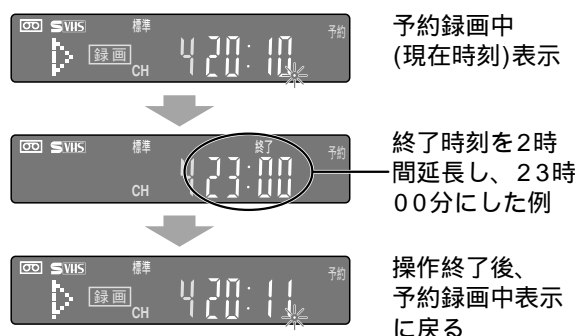 S VHS 標準 予約
録画 CH 4 20:10
予約録画中
(現在時刻)表示
S VHS 標準 終了 予約
CH 4 23:00
終了時刻を2時
間延長し、23時
00分にした例
S VHS 標準 予約
録画 CH 4 20:11
操作終了後、
予約録画中表示
に戻る